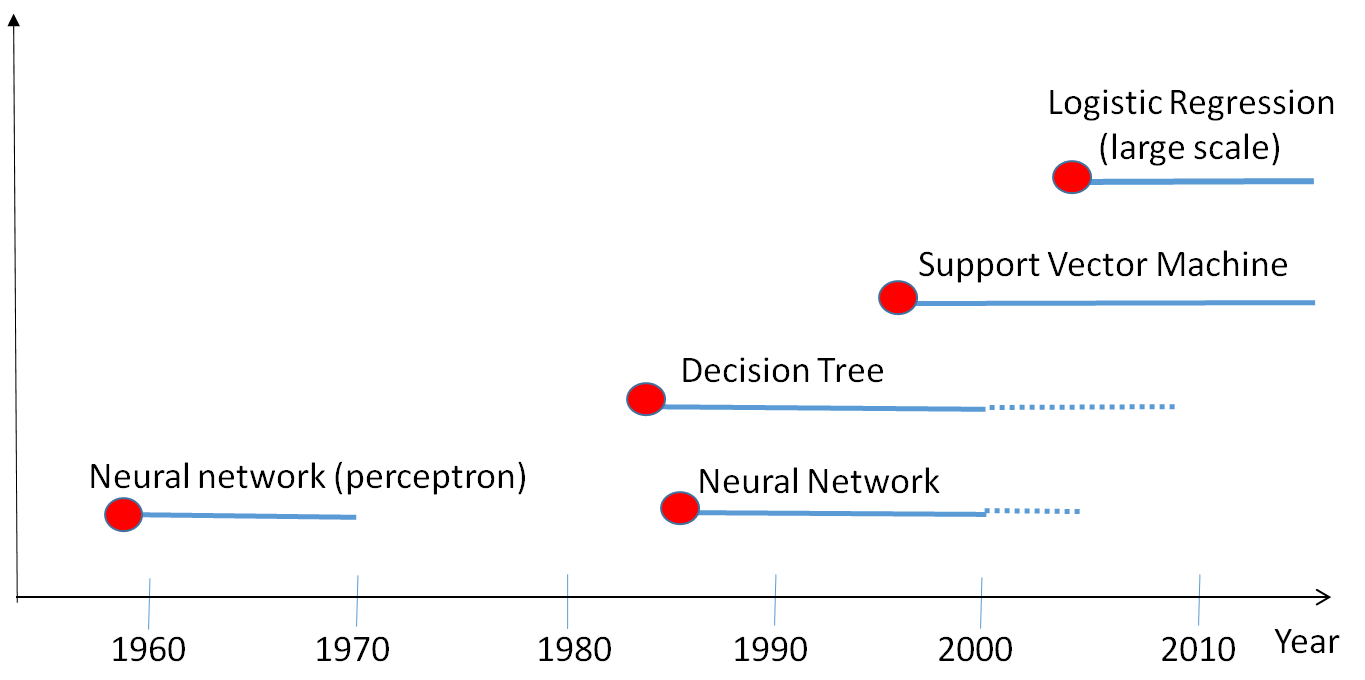 Logistic Regression
(large scale)
Support Vector Machine
Decision Tree
Neural network (perceptron)
Neural Network
1960 1970 1980 1990 2000 2010 Year